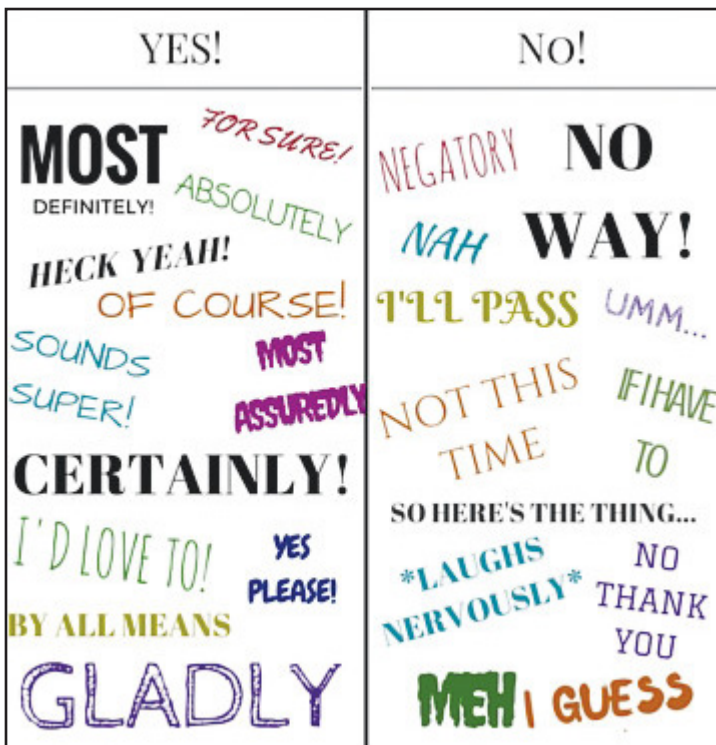 YES!
MOST
DEFINITELY!
FOR SURE!
ABSOLUTELY
HECK YEAH!
OF COURSE!
SOUNDS
SUPER!
MOST
ASSUREDLY
CERTAINLY!
I'D LOVE TO!
YES
PLEASE!
BY ALL MEANS
GLADLY
NO!
NEGATORY
NO
WAY!
NAH
I'LL PASS
UMM...
NOT THIS
TIME
IF I HAVE
TO
SO HERE'S THE THING...
*LAUGHS
NERVOUSLY*
NO
THANK
YOU
MEH
I GUESS